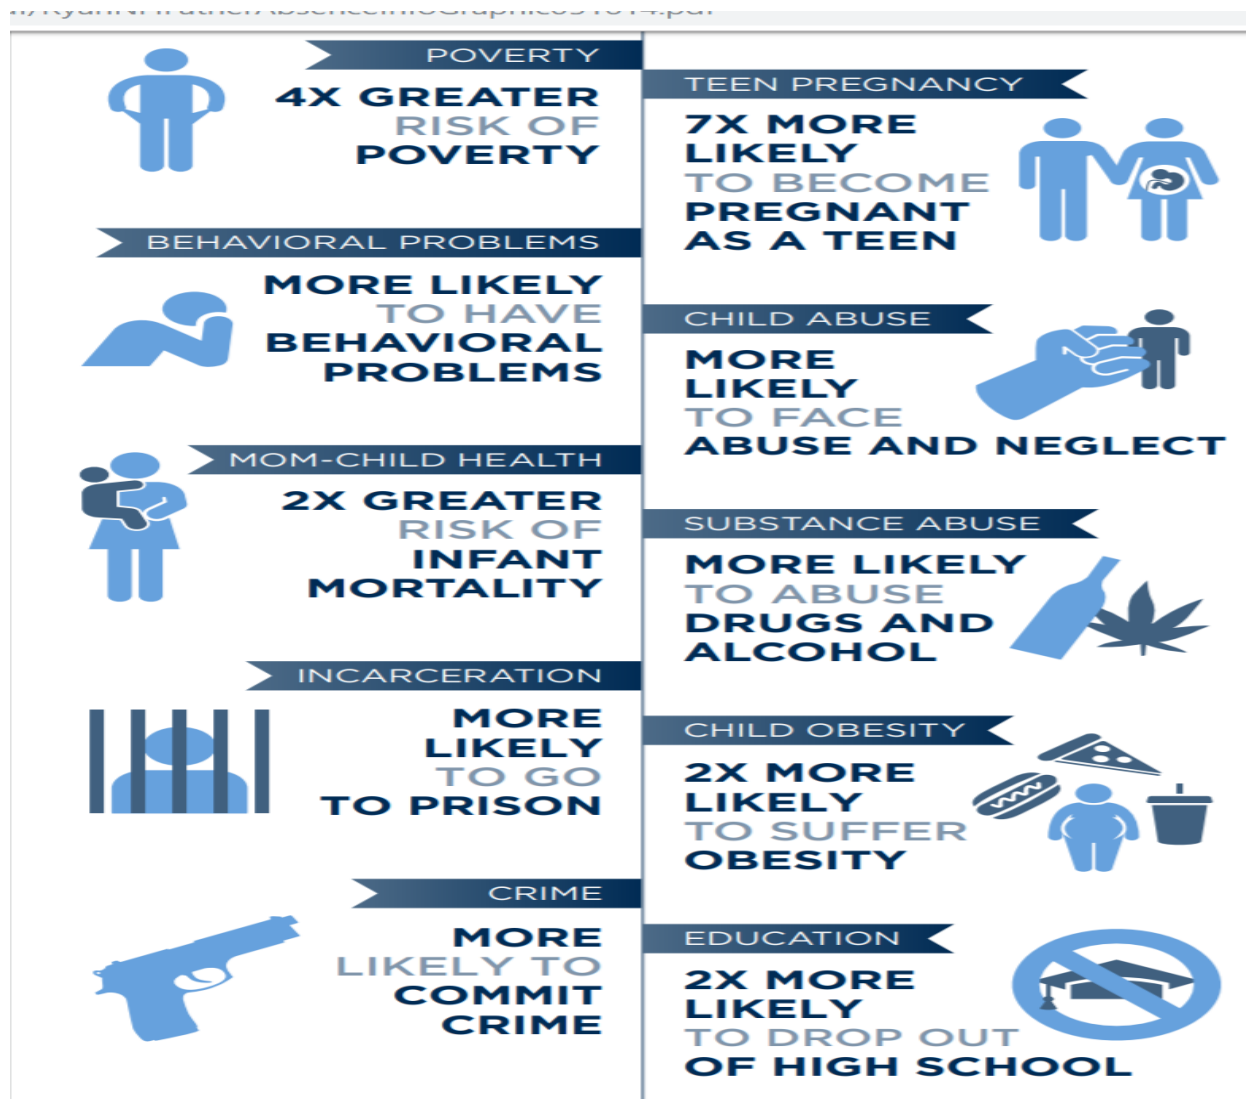 POVERTY
4X GREATER
RISK OF
POVERTY
TEEN PREGNANCY
7X MORE
LIKELY
TO BECOME
PREGNANT
AS A TEEN
BEHAVIORAL PROBLEMS
MORE LIKELY
TO HAVE
BEHAVIORAL
PROBLEMS
CHILD ABUSE
MORE
LIKELY
TO FACE
ABUSE AND NEGLECT
MOM-CHILD HEALTH
2X GREATER
RISK OF
INFANT
MORTALITY
SUBSTANCE ABUSE
MORE LIKELY
TO ABUSE
DRUGS AND
ALCOHOL
INCARCERATION
MORE
LIKELY
TO GO
TO PRISON
CHILD OBESITY
2X MORE
LIKELY
TO SUFFER
OBESITY
CRIME
MORE
LIKELY TO
COMMIT
CRIME
EDUCATION
2X MORE
LIKELY
TO DROP OUT
OF HIGH SCHOOL